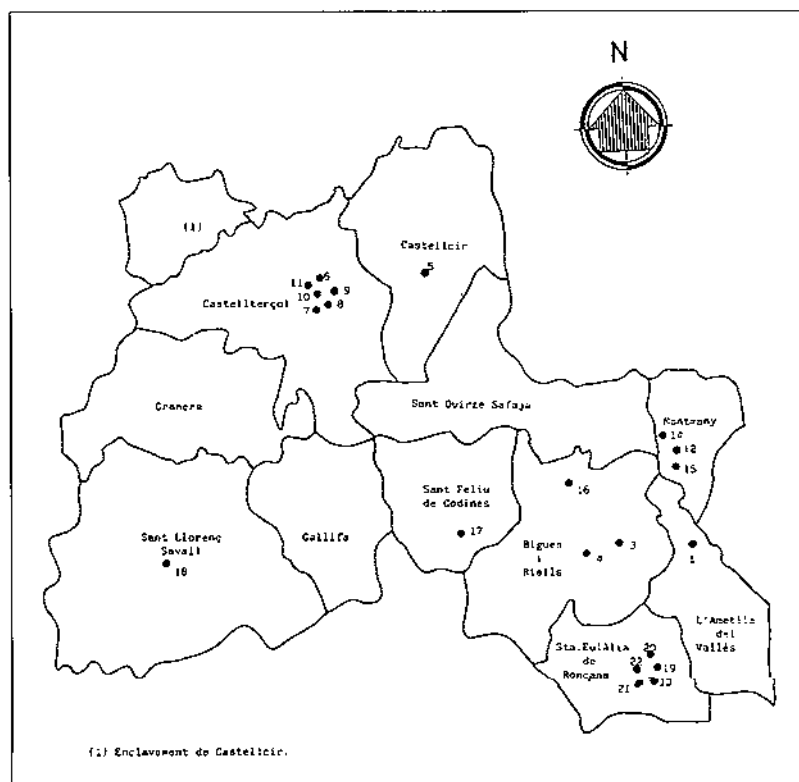 N
(1)
Castellcir
5
6
11
9
10
8
7
Castellterçol
Granera
Sant Quirze Safaja
Montmany
14
12
15
16
Sant Feliu
de Codines
17
Gallifa
Sant Llorenç
Savall
18
Bigues
i
Riells
3
4
1
L'Ametlla
del
Vallés
Sta.Eulàlia
de
Ronçana
20
22
19
21
13
(1) Enclavament de Castellcir.